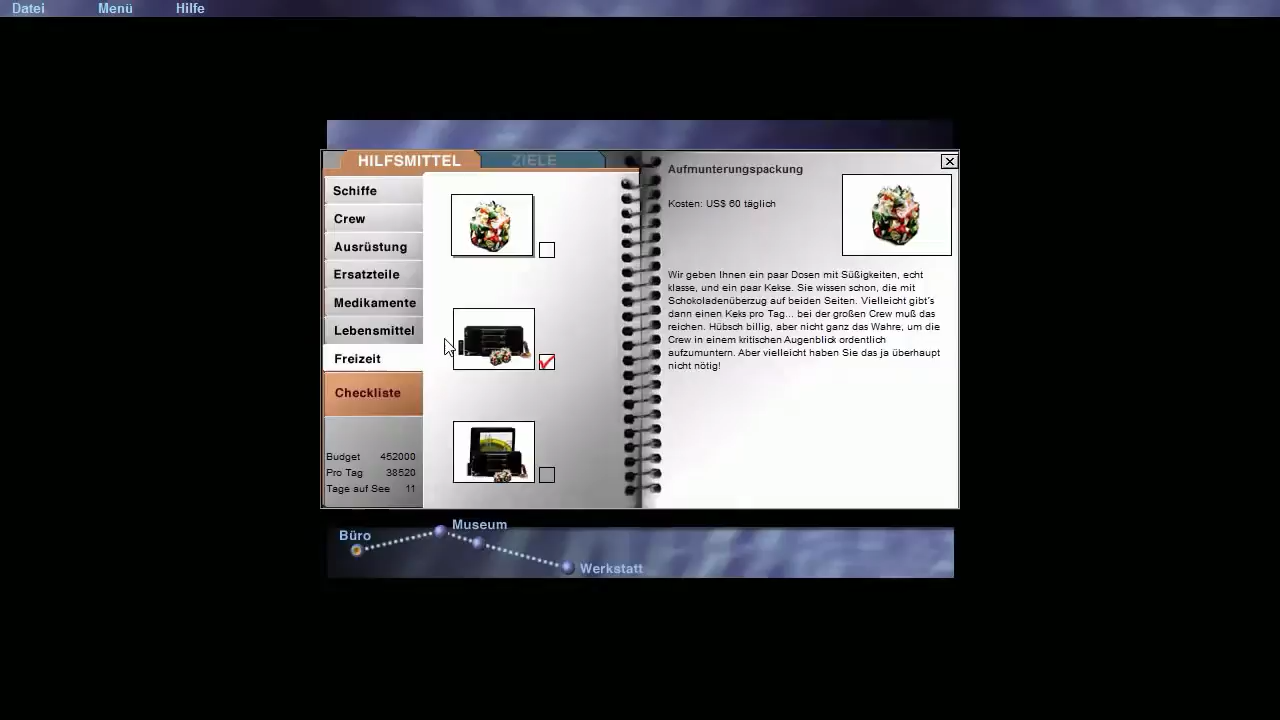 Datei Menü Hilfe
HILFSMITTEL ZIELE
Schiffe
Crew
Ausrüstung
Ersatzteile
Medikamente
Lebensmittel
Freizeit
Checkliste
Budget 452000
Pro Tag 38520
Tage auf See 11
Aufmunterungspackung
Kosten: US$ 60 täglich
Wir geben Ihnen ein paar Dosen mit Süßigkeiten, echt
klasse, und ein paar Kekse. Sie wissen schon, die mit
Schokoladenüberzug auf beiden Seiten. Vielleicht gibt's
dann einen Keks pro Tag... bei der großen Crew muß das
reichen. Hübsch billig, aber nicht ganz das Wahre, um die
Crew in einem kritischen Augenblick ordentlich
aufzumuntern. Aber vielleicht haben Sie das ja überhaupt
nicht nötig!
Büro
Museum
Werkstatt